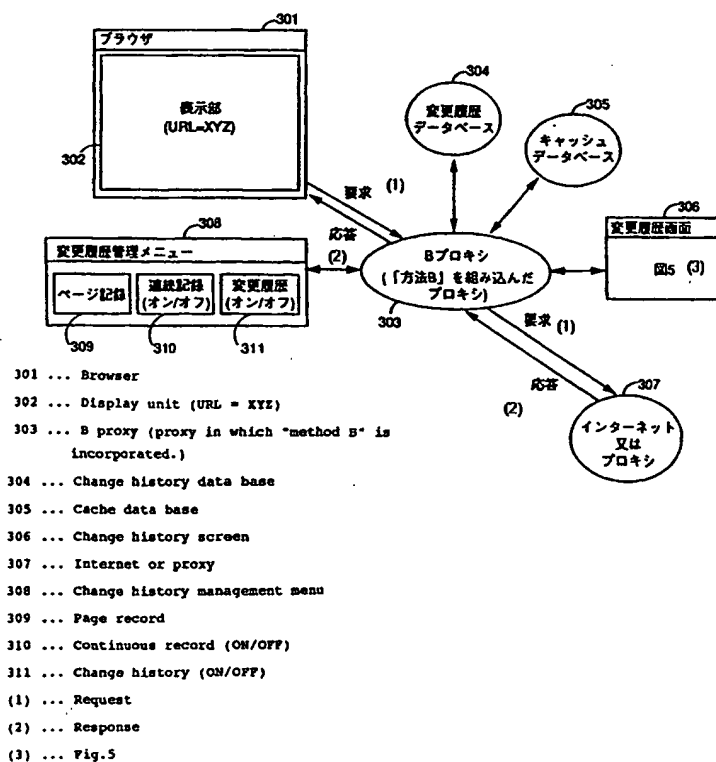 301
ブラウザ
表示部
(URL=XYZ)
302
304
変更履歴
データベース
305
キャッシュ
データベース
要求 (1)
応答
(2)
308
変更履歴管理メニュー
ページ記録
連続記録
(オン/オフ)
変更履歴
(オン/オフ)
309
310
311
Bプロキシ
(「方法B」を組み込んだ
プロキシ)
303
306
変更履歴画面
図5 (3)
要求 (1)
応答
(2)
307
インターネット
又は
プロキシ
301 ... Browser
302 ... Display unit (URL = XYZ)
303 ... B proxy (proxy in which "method B" is
incorporated.)
304 ... Change history data base
305 ... Cache data base
306 ... Change history screen
307 ... Internet or proxy
308 ... Change history management menu
309 ... Page record
310 ... Continuous record (ON/OFF)
311 ... Change history (ON/OFF)
(1) ... Request
(2) ... Response
(3) ... Fig.5